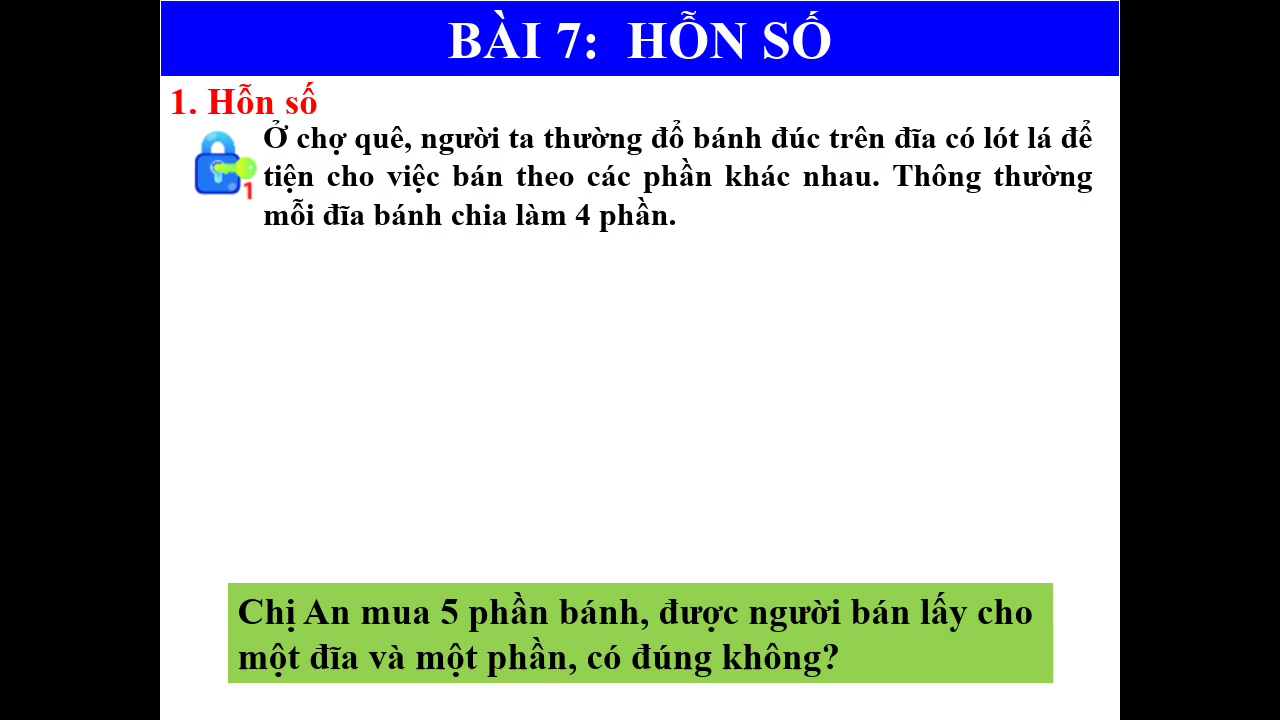 BÀI 7: HỖN SỐ
1. Hỗn số
Ở chợ quê, người ta thường đổ bánh đúc trên đĩa có lót lá để
tiện cho việc bán theo các phần khác nhau. Thông thường
mỗi đĩa bánh chia làm 4 phần.
1
Chị An mua 5 phần bánh, được người bán lấy cho
một đĩa và một phần, có đúng không?